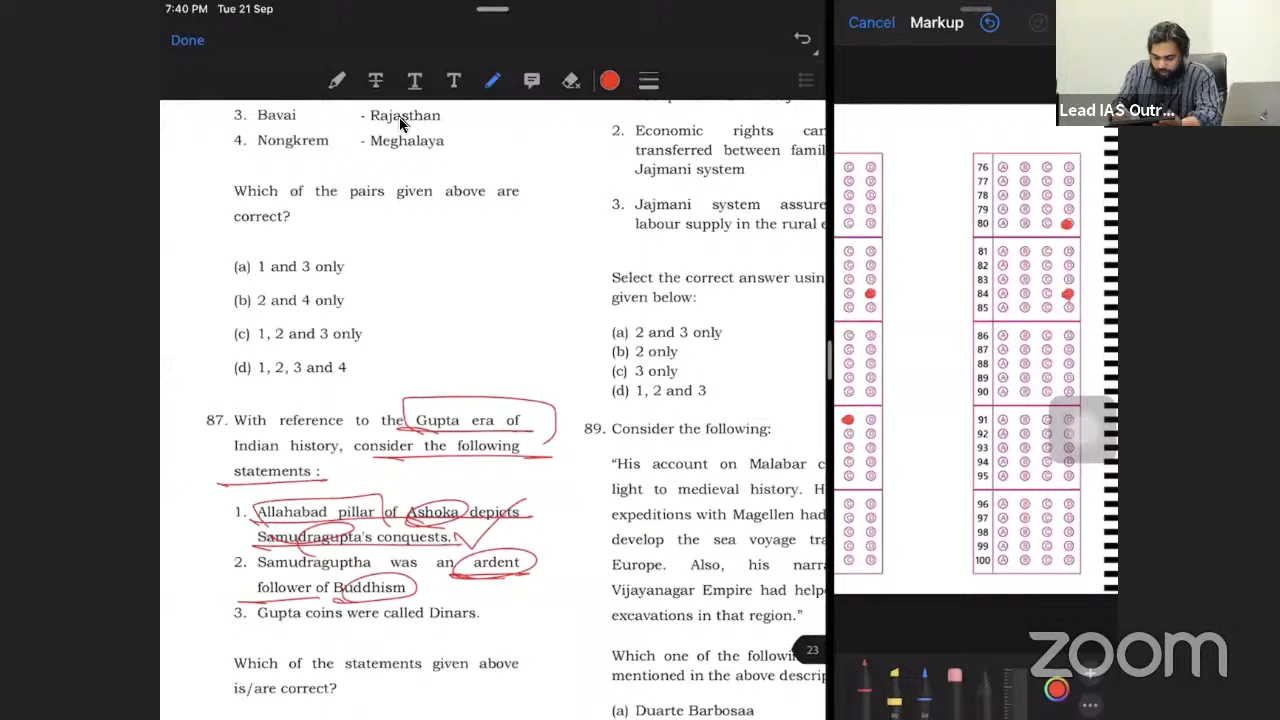 7:40 PM Tue 21 Sep
Done
Cancel Markup
Lead IAS Outr...
3. Bavai - Rajasthan
4. Nongkrem - Meghalaya
Which of the pairs given above are
correct?
(a) 1 and 3 only
(b) 2 and 4 only
(c) 1, 2 and 3 only
(d) 1, 2, 3 and 4
87. With reference to the Gupta era of
Indian history, consider the following
statements :
1. Allahabad pillar of Ashoka depicts
Samudragupta's conquests.
2. Samudraguptha was an ardent
follower of Buddhism
3. Gupta coins were called Dinars.
Which of the statements given above
is/are correct?
2. Economic rights can
transferred between famil
Jajmani system
3. Jajmani system assure
labour supply in the rural e
Select the correct answer usin
given below:
(a) 2 and 3 only
(b) 2 only
(c) 3 only
(d) 1, 2 and 3
89. Consider the following:
“His account on Malabar c
light to medieval history. H
expeditions with Magellen had
develop the sea voyage tra
Europe. Also, his narra
Vijayanagar Empire had helpe
excavations in that region.”
Which one of the followi
mentioned in the above descrip
(a) Duarte Barbosaa
23
76 A B C D
77 A B C D
78 A B C D
79 A B C D
80 A B C
C D
C D
C D
C D
C D
81 A B C D
82 A B C D
83 A B C D
84 A B C
85 A B C D
C D
C D
C D
C
C D
86 A B C D
87 A B C D
88 A B C D
89 A B C D
90 A B C D
C D
C D
C D
C D
C D
91 A B C D
92 A B C D
93 A B C D
94 A B C D
95 A B C D
D
C D
C D
C D
C D
96 A B C D
97 A B C D
98 A B C D
99 A B C D
100 A B C D
C D
C D
C D
C D
C D
zoom